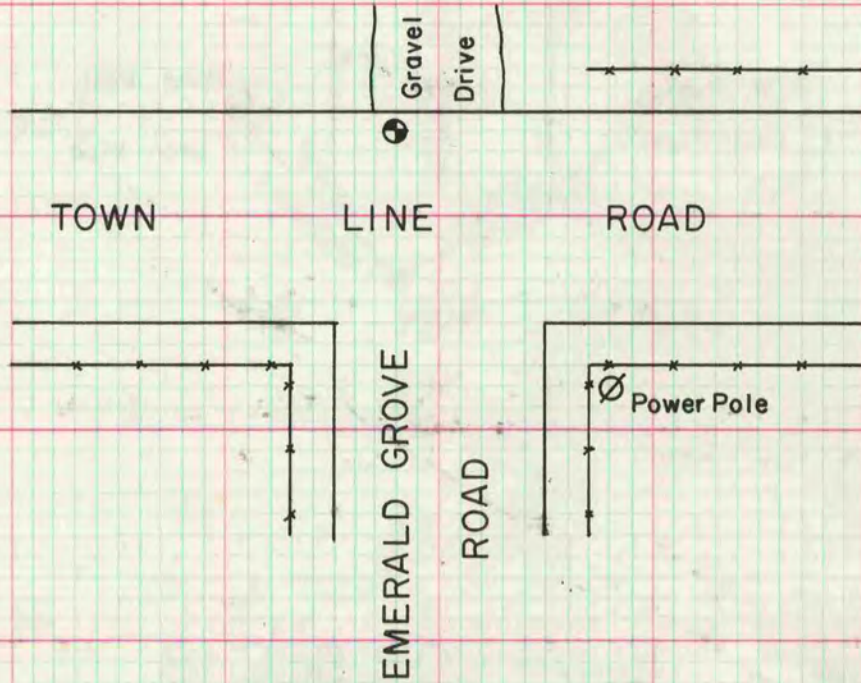 Gravel
Drive
TOWN LINE ROAD
EMERALD GROVE
ROAD
Power Pole